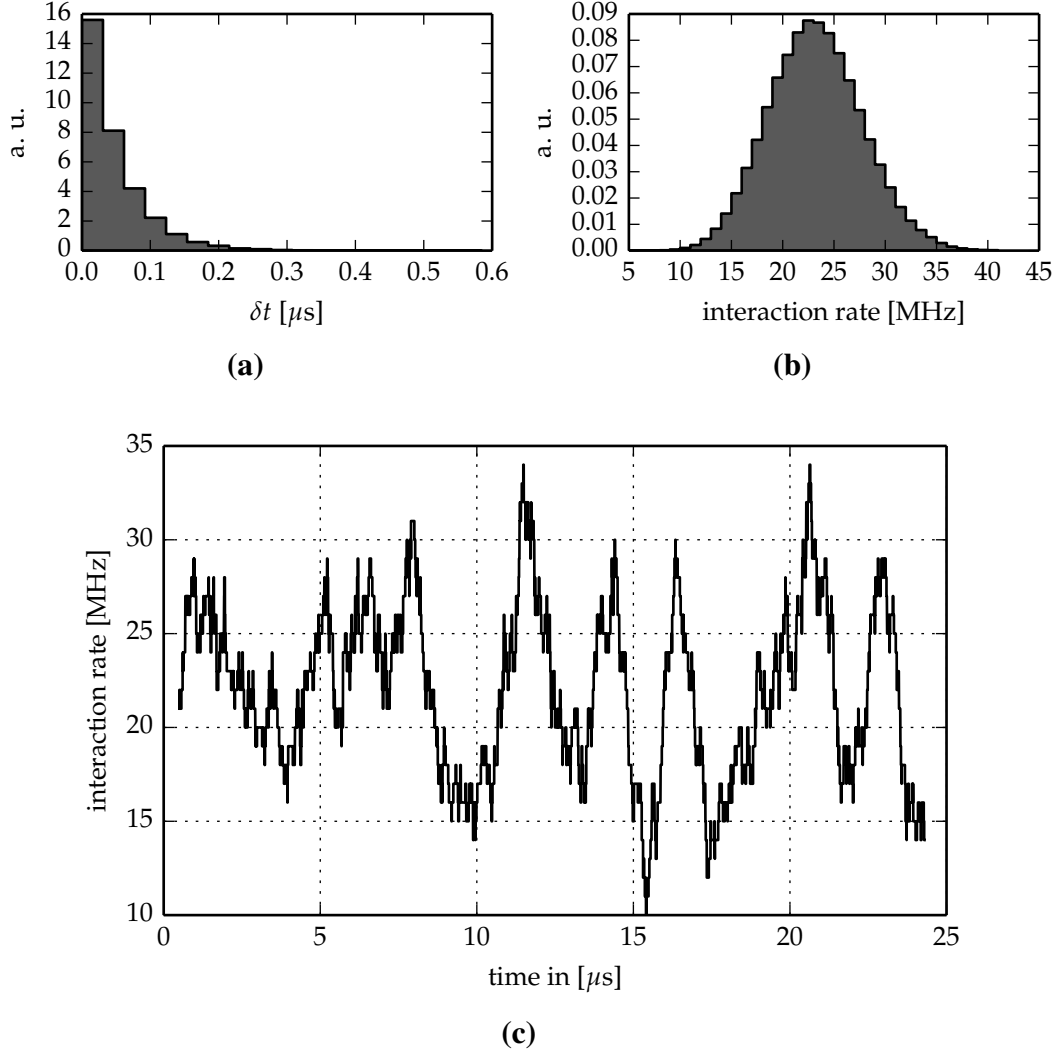 16
14
12
10
8
6
4
2
0
a. u.
0.0 0.1 0.2 0.3 0.4 0.5 0.6
δt [μs]
(a)
0.09
0.08
0.07
0.06
0.05
0.04
0.03
0.02
0.01
0.00
a. u.
5 10 15 20 25 30 35 40 45
interaction rate [MHz]
(b)
35
30
25
20
15
10
interaction rate [MHz]
0 5 10 15 20 25
time in [μs]
(c)